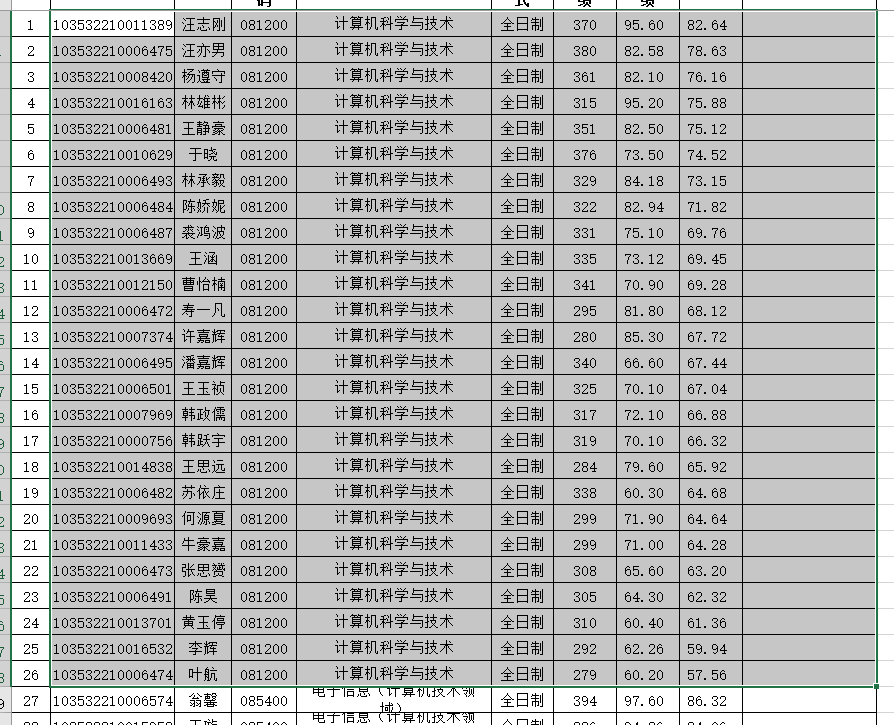 码 式 绩 绩
1 103532210011389 汪志刚 081200 计算机科学与技术 全日制 370 95.60 82.64
2 103532210006475 汪亦男 081200 计算机科学与技术 全日制 380 82.58 78.63
3 103532210008420 杨遵守 081200 计算机科学与技术 全日制 361 82.10 76.16
4 103532210016163 林雄彬 081200 计算机科学与技术 全日制 315 95.20 75.88
5 103532210006481 王静豪 081200 计算机科学与技术 全日制 351 82.50 75.12
6 103532210010629 于晓 081200 计算机科学与技术 全日制 376 73.50 74.52
7 103532210006493 林承毅 081200 计算机科学与技术 全日制 329 84.18 73.15
8 103532210006484 陈娇妮 081200 计算机科学与技术 全日制 322 82.94 71.82
9 103532210006487 裘鸿波 081200 计算机科学与技术 全日制 331 75.10 69.76
10 103532210013669 王涵 081200 计算机科学与技术 全日制 335 73.12 69.45
11 103532210012150 曹怡楠 081200 计算机科学与技术 全日制 341 70.90 69.28
12 103532210006472 寿一凡 081200 计算机科学与技术 全日制 295 81.80 68.12
13 103532210007374 许嘉辉 081200 计算机科学与技术 全日制 280 85.30 67.72
14 103532210006495 潘嘉辉 081200 计算机科学与技术 全日制 340 66.60 67.44
15 103532210006501 王玉祯 081200 计算机科学与技术 全日制 325 70.10 67.04
16 103532210007969 韩政儒 081200 计算机科学与技术 全日制 317 72.10 66.88
17 103532210000756 韩跃宇 081200 计算机科学与技术 全日制 319 70.10 66.32
18 103532210014838 王思远 081200 计算机科学与技术 全日制 284 79.60 65.92
19 103532210006482 苏依庄 081200 计算机科学与技术 全日制 338 60.30 64.68
20 103532210009693 何源夏 081200 计算机科学与技术 全日制 299 71.90 64.64
21 103532210011433 牛豪嘉 081200 计算机科学与技术 全日制 299 71.00 64.28
22 103532210006473 张思赟 081200 计算机科学与技术 全日制 308 65.60 63.20
23 103532210006491 陈昊 081200 计算机科学与技术 全日制 305 64.30 62.32
24 103532210013701 黄玉停 081200 计算机科学与技术 全日制 310 60.40 61.36
25 103532210016532 李辉 081200 计算机科学与技术 全日制 292 62.26 59.94
26 103532210006474 叶航 081200 计算机科学与技术 全日制 279 60.20 57.56
27 103532210006574 翁馨 085400 电子信息（计算机技术领域） 全日制 394 97.60 86.32
电子信息（计算机技术领